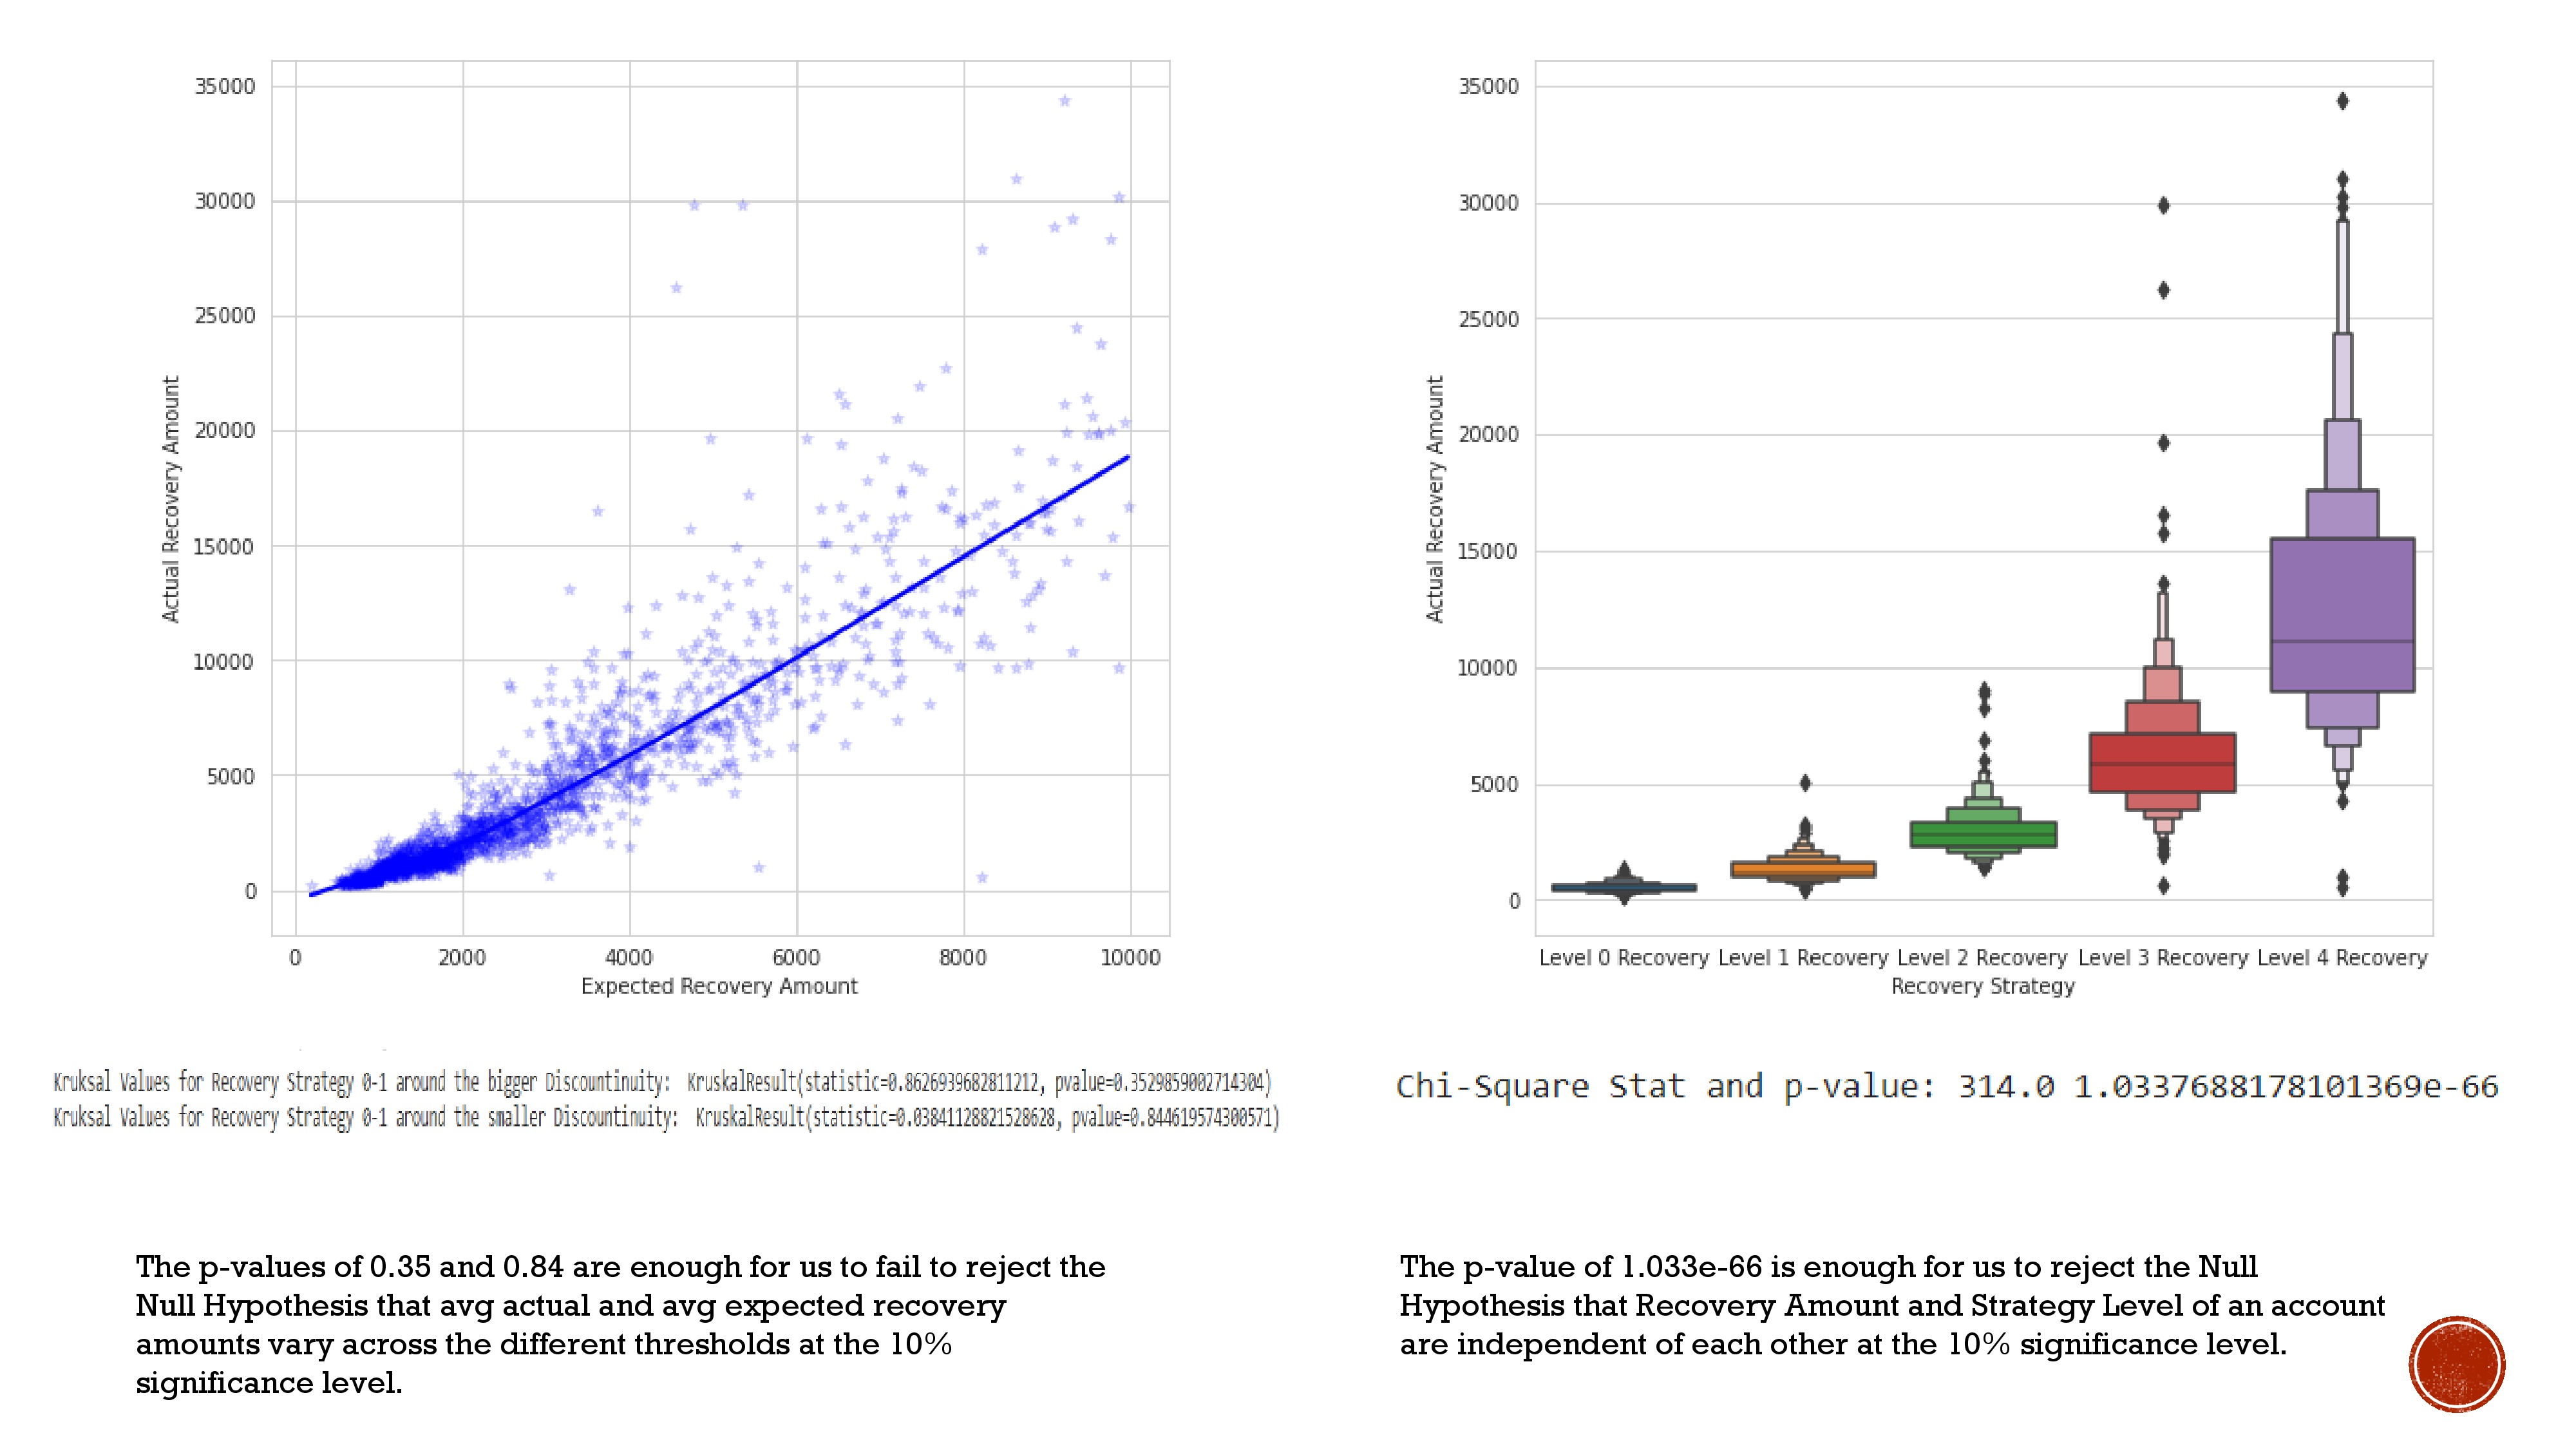 35000
30000
25000
20000
15000
10000
5000
0
Actual Recovery Amount
0 2000 4000 6000 8000 10000
Expected Recovery Amount
35000
30000
25000
20000
15000
10000
5000
0
Actual Recovery Amount
Level 0 Recovery Level 1 Recovery Level 2 Recovery Level 3 Recovery Level 4 Recovery
Recovery Strategy
Kruksal Values for Recovery Strategy 0-1 around the bigger Discountinuity: KruskalResult(statistic=0.8626939682811212, pvalue=0.3529859002714304)
Kruksal Values for Recovery Strategy 0-1 around the smaller Discountinuity: KruskalResult(statistic=0.03841128821528628, pvalue=0.844619574300571)
Chi-Square Stat and p-value: 314.0 1.0337688178101369e-66
The p-values of 0.35 and 0.84 are enough for us to fail to reject the
Null Hypothesis that avg actual and avg expected recovery
amounts vary across the different thresholds at the 10%
significance level.
The p-value of 1.033e-66 is enough for us to reject the Null
Hypothesis that Recovery Amount and Strategy Level of an account
are independent of each other at the 10% significance level.